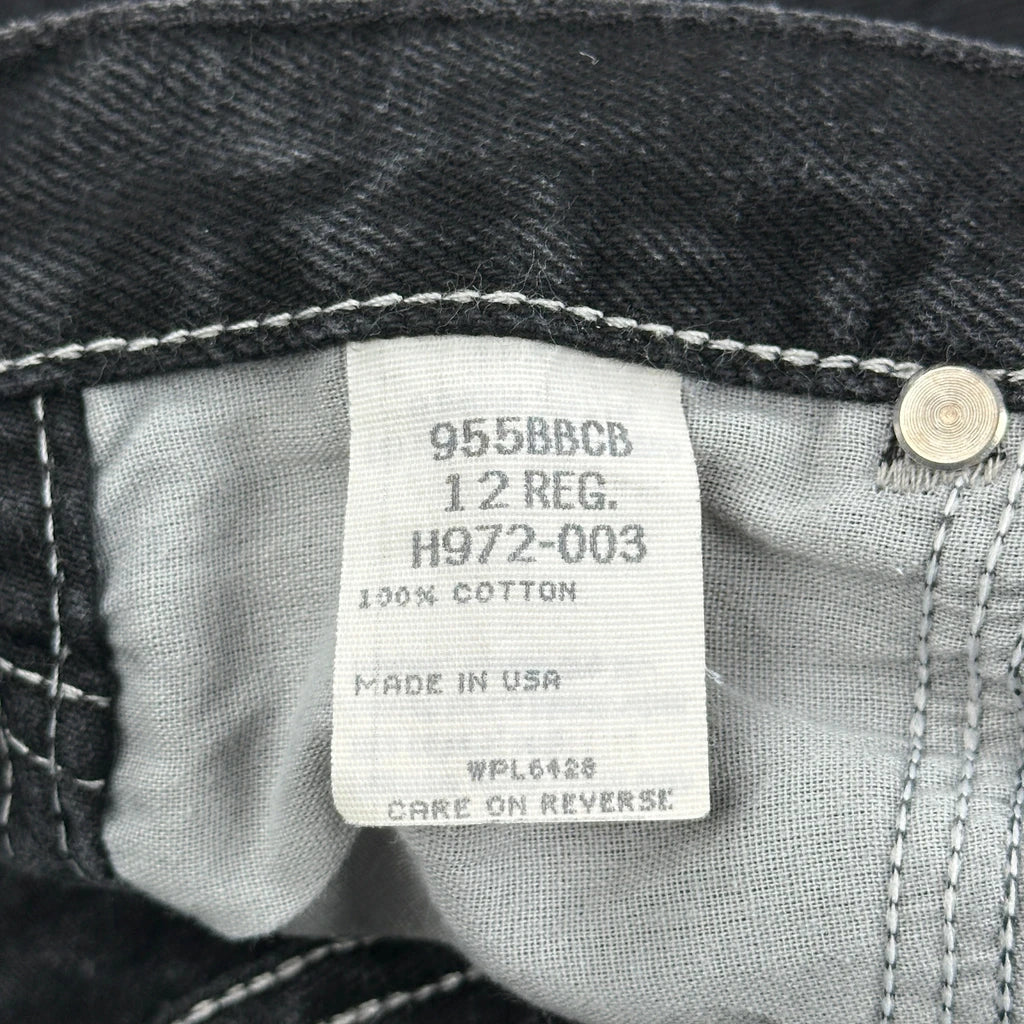 955BBCB
12 REG.
H972-003
100% COTTON
MADE IN USA
WPL6428
CARE ON REVERSE